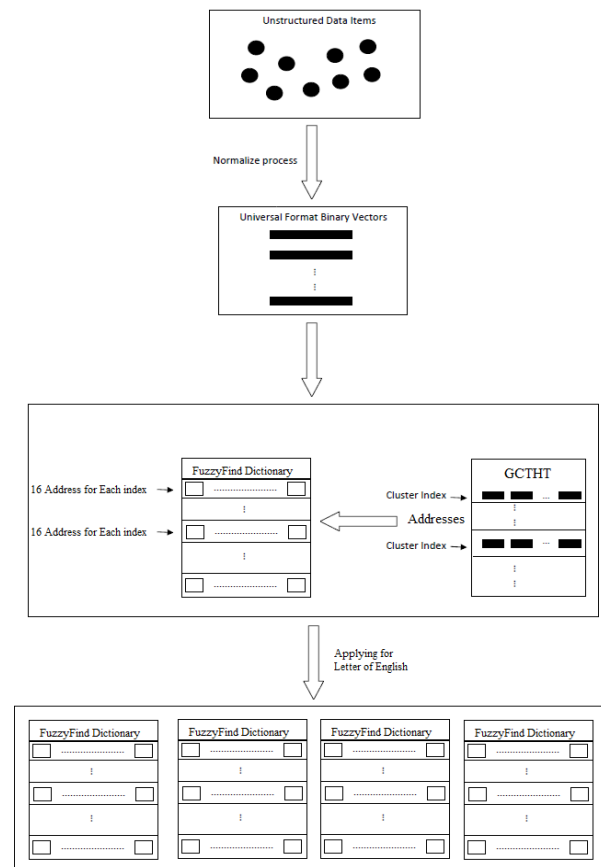 Unstructured Data Items
Normalize process
Universal Format Binary Vectors
FuzzyFind Dictionary
16 Address for Each index
16 Address for Each index
Addresses
GCTHT
Cluster Index
Cluster Index
Applying for
Letter of English
FuzzyFind Dictionary
FuzzyFind Dictionary
FuzzyFind Dictionary
FuzzyFind Dictionary